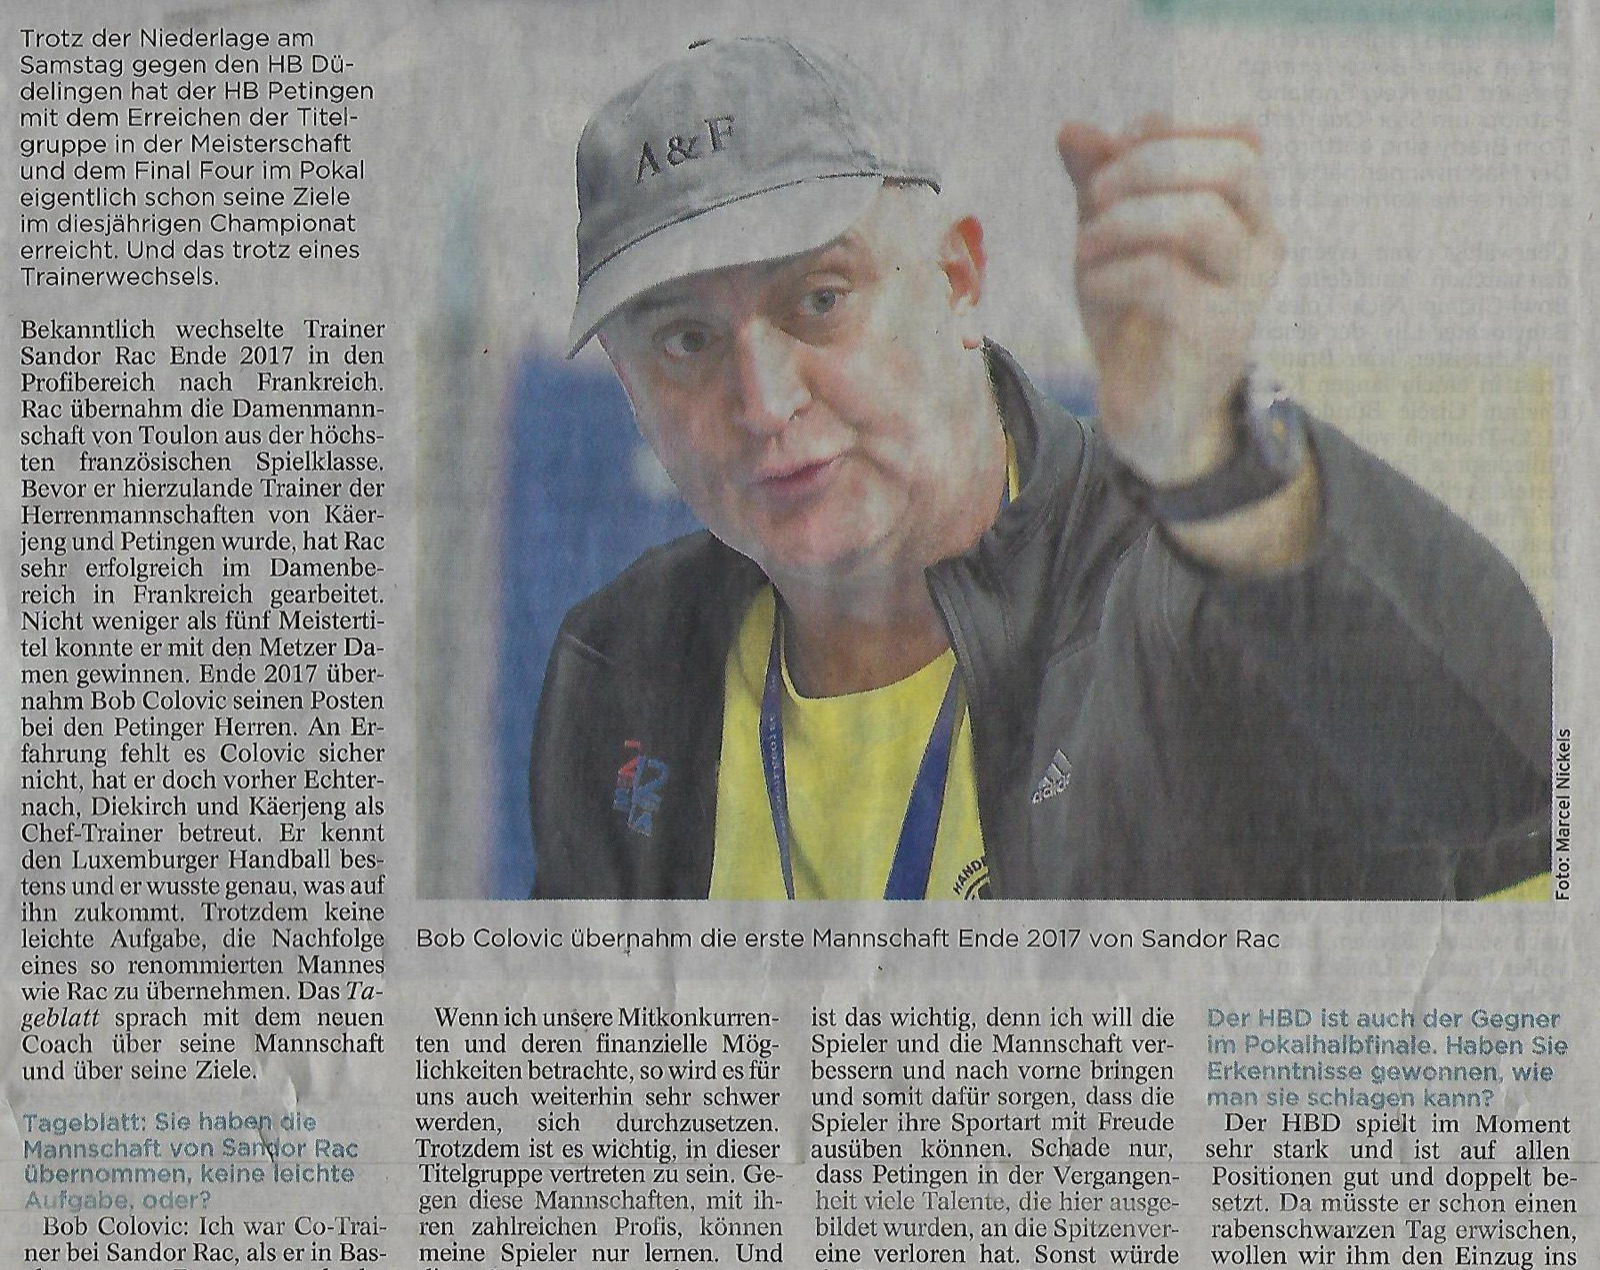 Trotz der Niederlage am
Samstag gegen den HB Dü-
delingen hat der HB Petingen
mit dem Erreichen der Titel-
gruppe in der Meisterschaft
und dem Final Four im Pokal
eigentlich schon seine Ziele
im diesjährigen Championat
erreicht. Und das trotz eines
Trainerwechsels.
Bekanntlich wechselte Trainer
Sandor Rac Ende 2017 in den
Profibereich nach Frankreich.
Rac übernahm die Damenmann-
schaft von Toulon aus der höchs-
ten französischen Spielklasse.
Bevor er hierzulande Trainer der
Herrenmannschaften von Käer-
jeng und Petingen wurde, hat Rac
sehr erfolgreich im Damenbe-
reich in Frankreich gearbeitet.
Nicht weniger als fünf Meisterti-
tel konnte er mit den Metzer Da-
men gewinnen. Ende 2017 über-
nahm Bob Colovic seinen Posten
bei den Petinger Herren. An Er-
fahrung fehlt es Colovic sicher
nicht, hat er doch vorher Echter-
nach, Diekirch und Käerjeng als
Chef-Trainer betreut. Er kennt
den Luxemburger Handball bes-
tens und er wusste genau, was auf
ihn zukommt. Trotzdem keine
leichte Aufgabe, die Nachfolge
eines so renommierten Mannes
wie Rac zu übernehmen. Das Ta-
geblatt sprach mit dem neuen
Coach über seine Mannschaft
und über seine Ziele.
Tageblatt: Sie haben die
Mannschaft von Sandor Rac
übernommen, keine leichte
Aufgabe, oder?
Bob Colovic: Ich war Co-Trai-
ner bei Sandor Rac, als er in Bas-
A & F
adidas
HAND
Foto: Marcel Nickels
Bob Colovic übernahm die erste Mannschaft Ende 2017 von Sandor Rac
Wenn ich unsere Mitkonkurren-
ten und deren finanzielle Mög-
lichkeiten betrachte, so wird es für
uns auch weiterhin sehr schwer
werden, sich durchzusetzen.
Trotzdem ist es wichtig, in dieser
Titelgruppe vertreten zu sein. Ge-
gen diese Mannschaften, mit ih-
ren zahlreichen Profis, können
meine Spieler nur lernen. Und
ist das wichtig, denn ich will die
Spieler und die Mannschaft ver-
bessern und nach vorne bringen
und somit dafür sorgen, dass die
Spieler ihre Sportart mit Freude
ausüben können. Schade nur,
dass Petingen in der Vergangen-
heit viele Talente, die hier ausge-
bildet wurden, an die Spitzenver-
eine verloren hat. Sonst würde
Der HBD ist auch der Gegner
im Pokalhalbfinale. Haben Sie
Erkenntnisse gewonnen, wie
man sie schlagen kann?
Der HBD spielt im Moment
sehr stark und ist auf allen
Positionen gut und doppelt be-
setzt. Da müsste er schon einen
rabenschwarzen Tag erwischen,
wollen wir ihm den Einzug ins